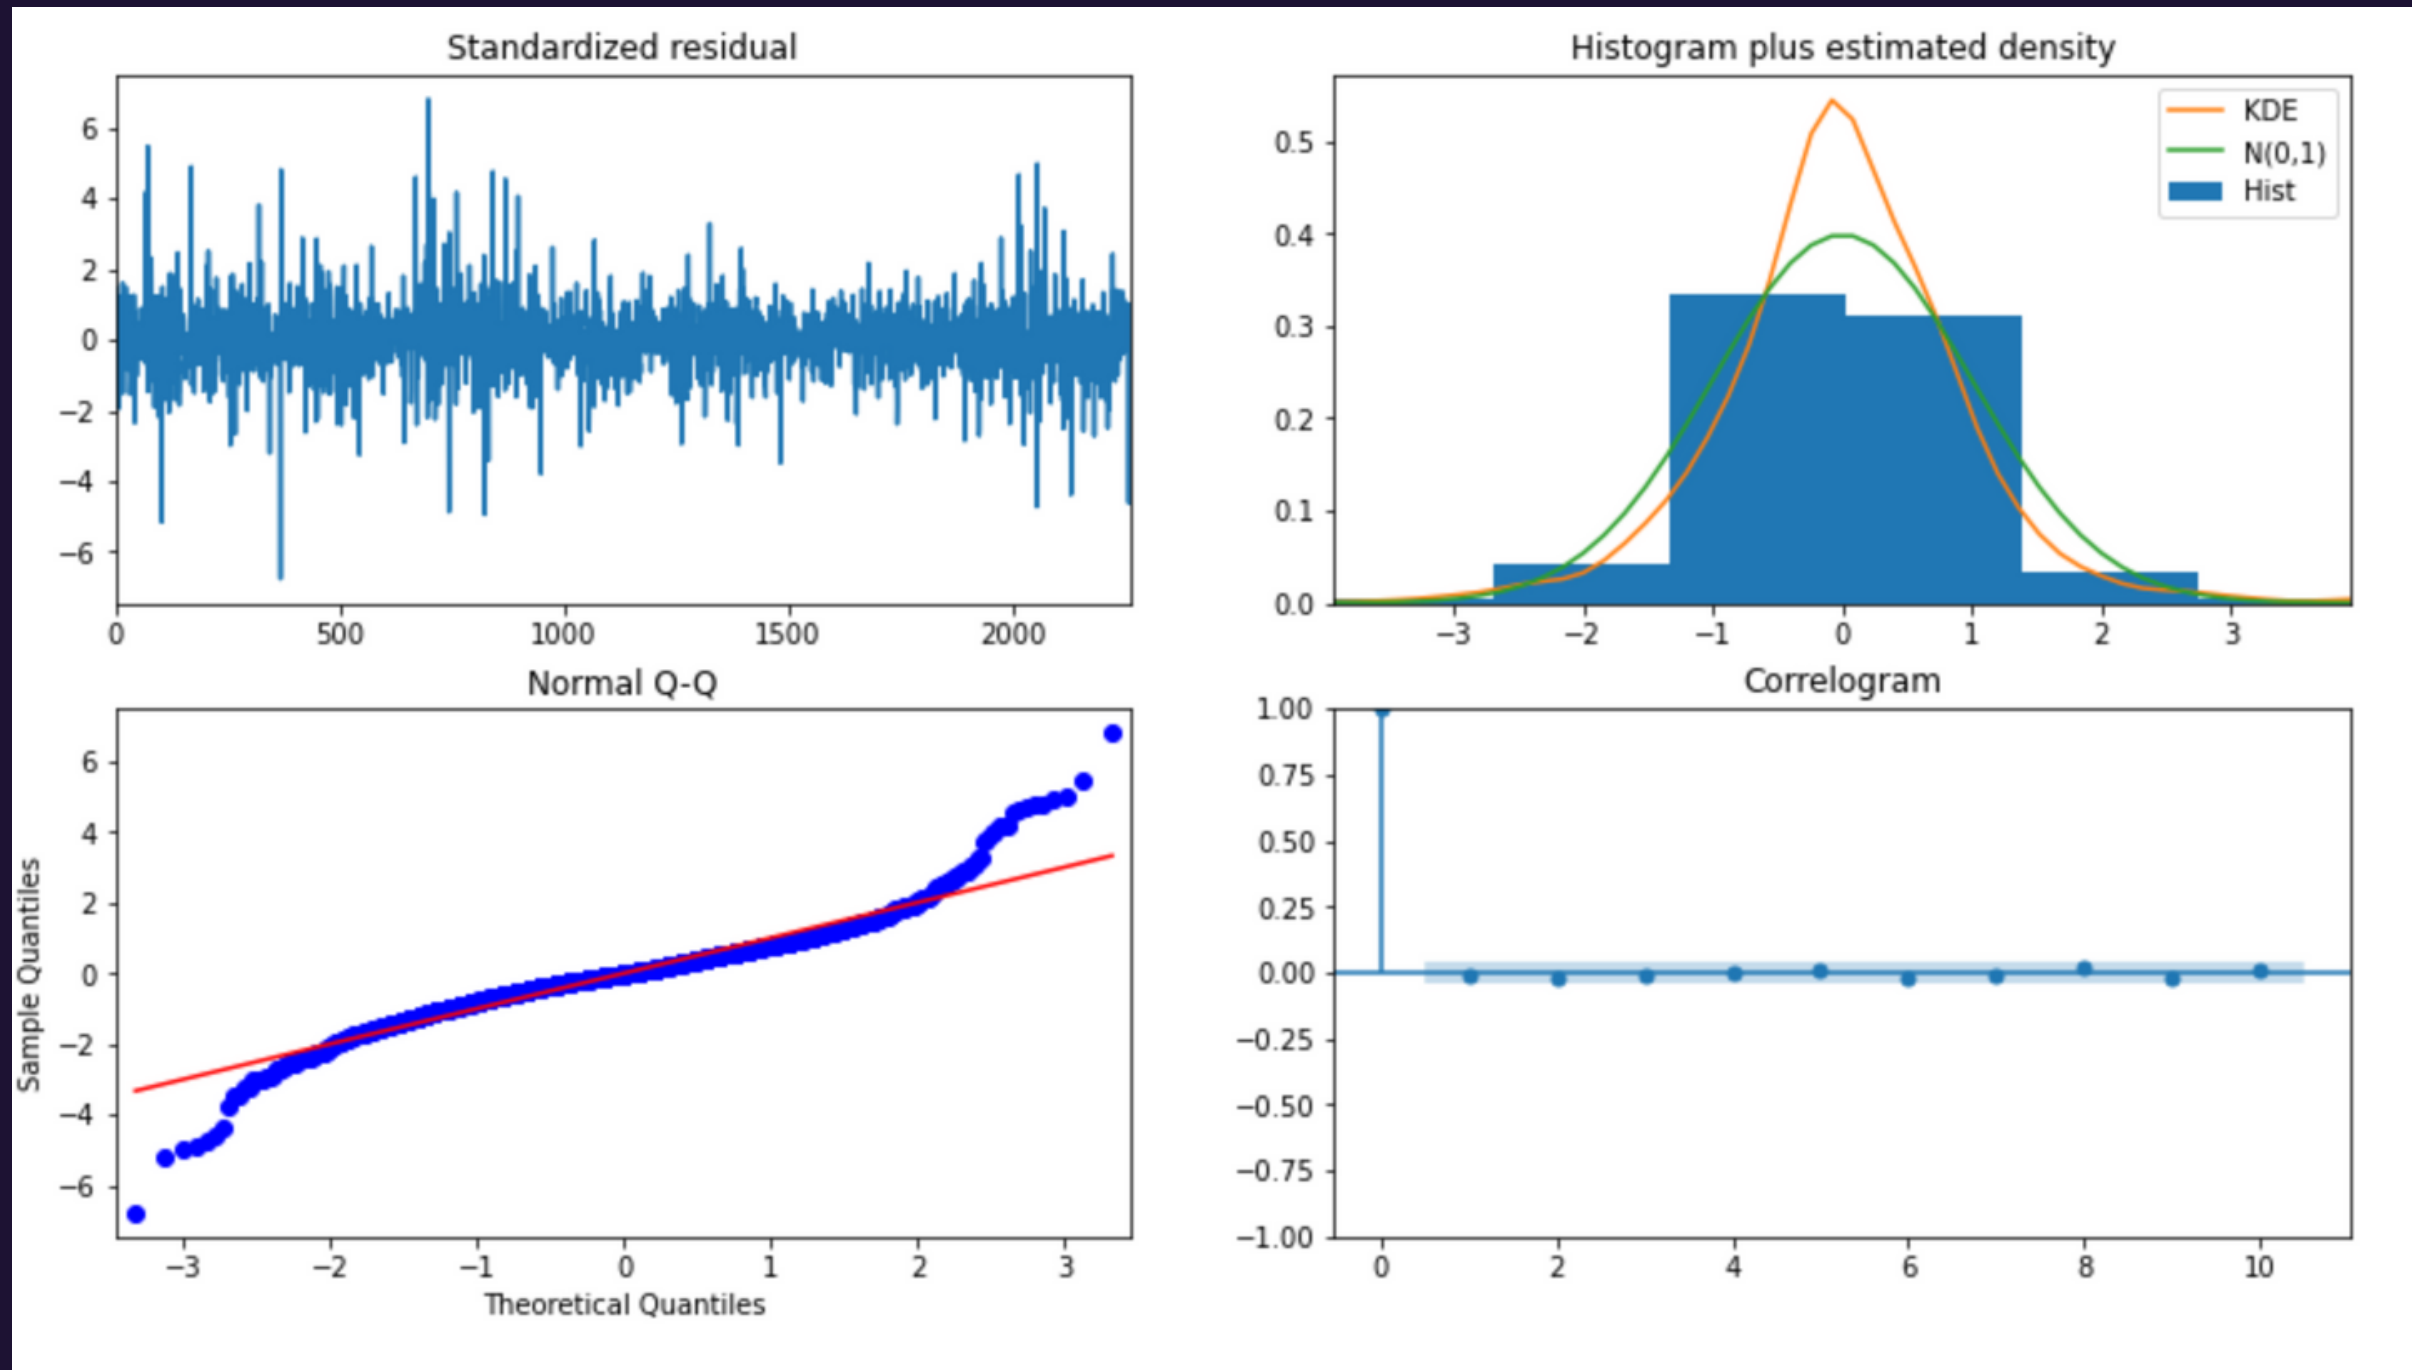 Standardized residual
6
4
2
0
−2
−4
−6
0 500 1000 1500 2000
Histogram plus estimated density
KDE
N(0,1)
Hist
0.5
0.4
0.3
0.2
0.1
0.0
−3 −2 −1 0 1 2 3
Normal Q-Q
Sample Quantiles
6
4
2
0
−2
−4
−6
−3 −2 −1 0 1 2 3
Theoretical Quantiles
Correlogram
1.00
0.75
0.50
0.25
0.00
−0.25
−0.50
−0.75
−1.00
0 2 4 6 8 10